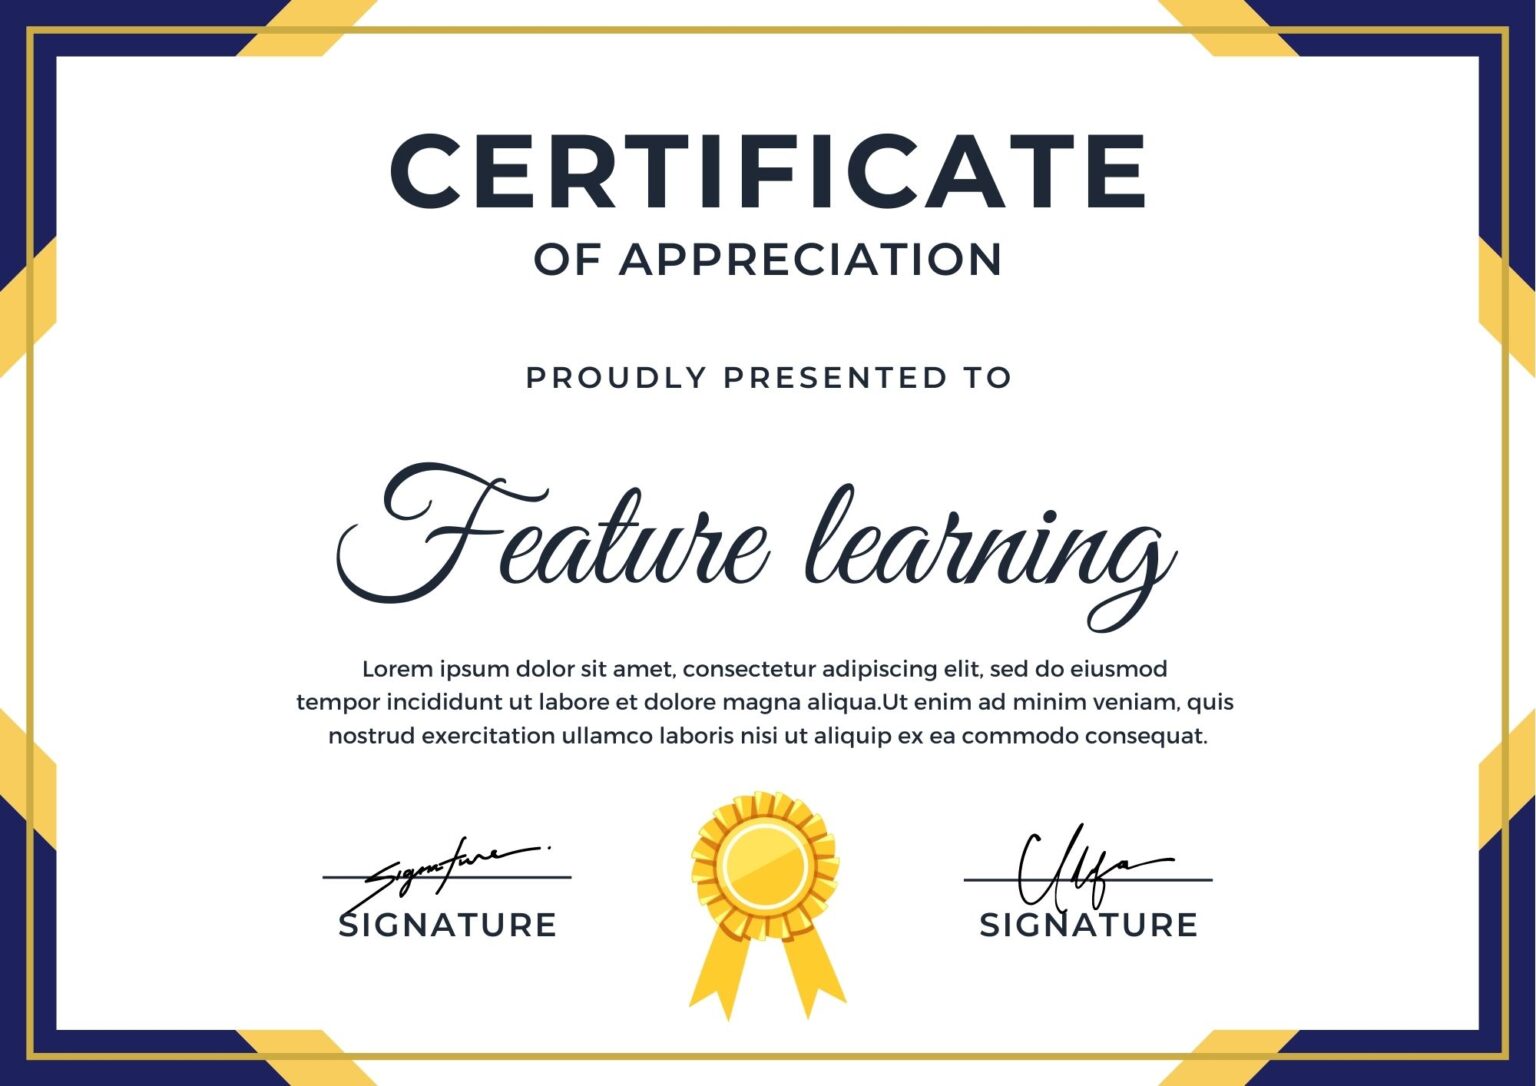 CERTIFICATE
OF APPRECIATION
PROUDLY PRESENTED TO
Feature learning
Lorem ipsum dolor sit amet, consectetur adipiscing elit, sed do eiusmod
tempor incididunt ut labore et dolore magna aliqua.Ut enim ad minim veniam, quis
nostrud exercitation ullamco laboris nisi ut aliquip ex ea commodo consequat.
Signature
SIGNATURE
SIGNATURE